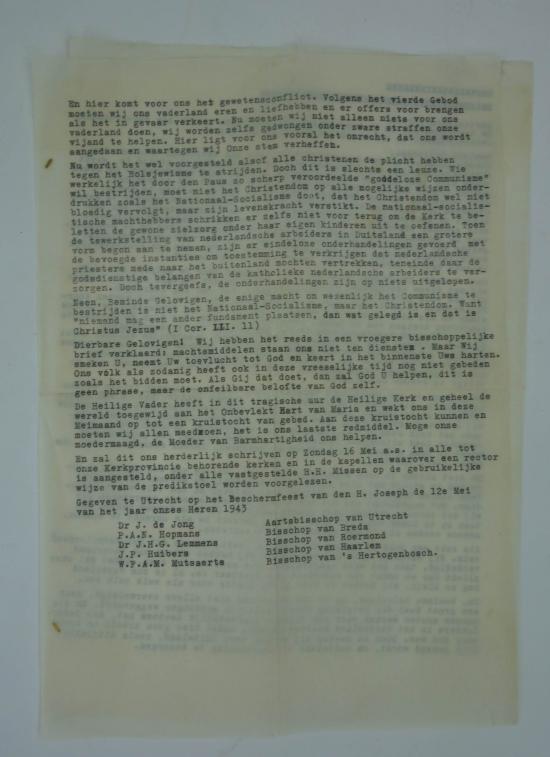 En hier komt voor ons het gewetensconflict. Volgens het vierde Gebod
moeten wij ons vaderland eren en liefhebben en er offers voor brengen
als het in gevaar verkeert. Nu moeten wij niet alleen niets voor ons
vaderland doen, wij worden zelfs gedwongen onder zware straffen onze
vijand te helpen. Hier ligt voor ons vooral het onrecht, dat ons wordt
aangedaan en waartegen wij Onze stem verheffen.
Nu wordt het wel voorgesteld alsof alle christenen de plicht hebben
tegen het Bolsjewisme te strijden. Doch dit is slechts een leuze. Wie
werkelijk het door den Paus zo scherp veroordeelde "goddeloze Communisme"
wil bestrijden, moet niet het Christendom op alle mogelijke wijzen onder-
drukken zoals het Nationaal-Socialisme doet, dat het Christendom wel niet
bloedig vervolgt, maar zijn levenskracht verstikt. De nationaal-socialis-
tische machthebbers schrikken er zelfs niet voor terug om de Kerk te be-
letten de gewone zielzorg onder haar eigen kinderen uit te oefenen. Toen
de tewerkstelling van nederlandsche arbeiders in Duitsland een grotere
vorm begon aan te nemen, zijn er eindeloze onderhandelingen gevoerd met
de bevoegde instanties om toestemming te verkrijgen dat nederlandsche
priesters mede naar het buitenland mochten vertrekken, teneinde daar de
godsdienstige belangen van de katholieke nederlandsche arbeiders te ver-
zorgen. Doch tevergeefs, de onderhandelingen zijn op niets uitgelopen.
Neen, Beminde Gelovigen, de enige macht om wezenlijk het Communisme te
bestrijden is niet het Nationaal-Socialisme, maar het Christendom. Want
"niemand mag een ander fundament plaatsen, dan wat gelegd is en dat is
Christus Jezus" (I Cor. III. 11)
Dierbare Gelovigen! Wij hebben het reeds in een vroegere bisschoppelijke
brief verklaard: machtsmiddelen staan ons niet ten dienste. Maar Wij
smeken U, neemt Uw toevlucht tot God en keert in het binnenste Uws harten.
Ons volk als zodanig heeft ook in deze vreeselijke tijd nog niet gebeden
zoals het bidden moet. Als Gij dat doet, dan zal God U helpen, dit is
geen phrase, maar de onfeilbare belofte van God zelf.
De Heilige Vader heeft in dit tragische uur de Heilige Kerk en geheel de
wereld toegewijd aan het Onbevlekt Hart van Maria en wekt ons in deze
Meimaand op tot een kruistocht van gebed. Aan deze kruistocht kunnen en
moeten wij allen meedoen, het is ons laatste redmiddel. Moge onze
moedermaagd, de Moeder van Barmhartigheid ons helpen.
En zal dit ons herderlijk schrijven op Zondag 16 Mei a.s. in alle tot
onze Kerkprovincie behorende kerken en in de kapellen waarover een rector
is aangesteld, onder alle vastgestelde H.H. Missen op de gebruikelijke
wijze van de predikstoel worden voorgelezen.
Gegeven te Utrecht op het Beschermfeest van den H. Joseph de 12e Mei
van het jaar onzes Heren 1943
Dr J. de Jong Aartsbisschop van Utrecht
P.A.N. Hopmans Bisschop van Breda
Dr J.H.G. Lemmens Bisschop van Roermond
J.P. Huibers Bisschop van Haarlem
W.P.A.M. Mutsaerts Bisschop van 's Hertogenbosch.